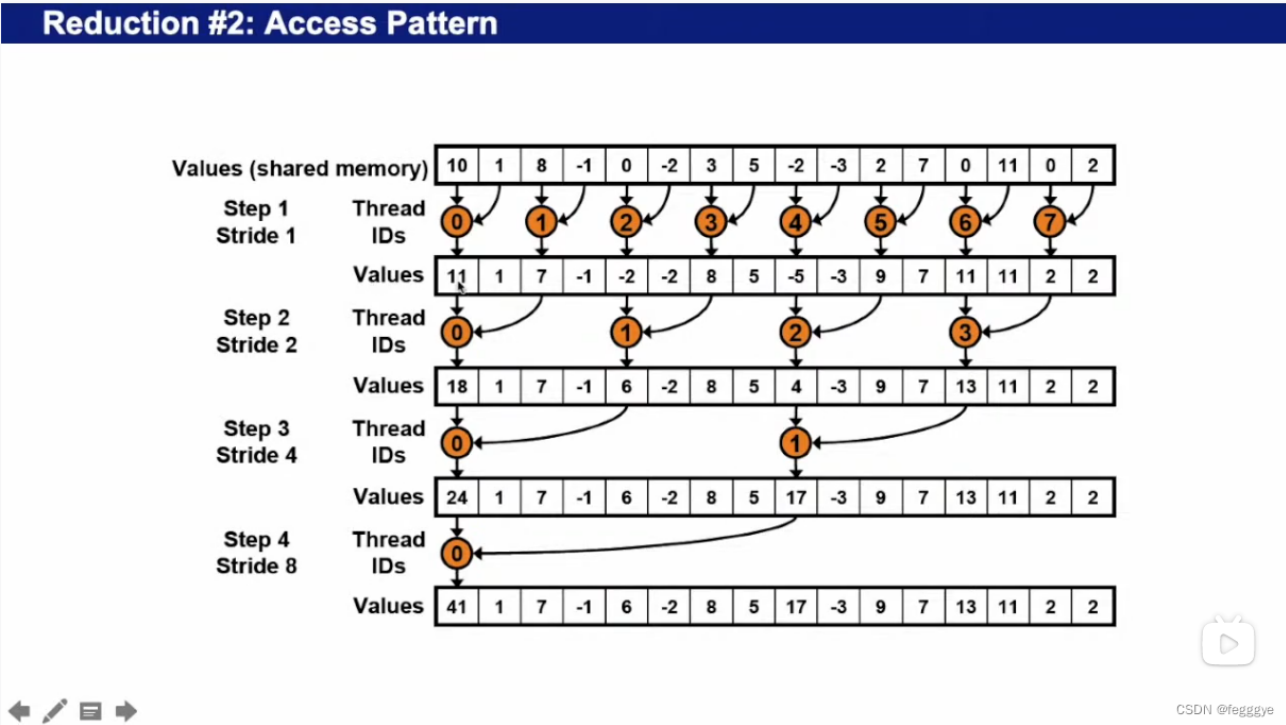 Reduction #2: Access Pattern
Values (shared memory) 10 1 8 -1 0 -2 3 5 -2 -3 2 7 0 11 0 2
Step 1 Thread 0 1 2 3 4 5 6 7
Stride 1 IDs
Values 11 1 7 -1 -2 -2 8 5 -5 -3 9 7 11 11 2 2
Step 2 Thread 0 1 2 3
Stride 2 IDs
Values 18 1 7 -1 6 -2 8 5 4 -3 9 7 13 11 2 2
Step 3 Thread 0 1
Stride 4 IDs
Values 24 1 7 -1 6 -2 8 5 17 -3 9 7 13 11 2 2
Step 4 Thread 0
Stride 8 IDs
Values 41 1 7 -1 6 -2 8 5 17 -3 9 7 13 11 2 2
CSDN @fegggye